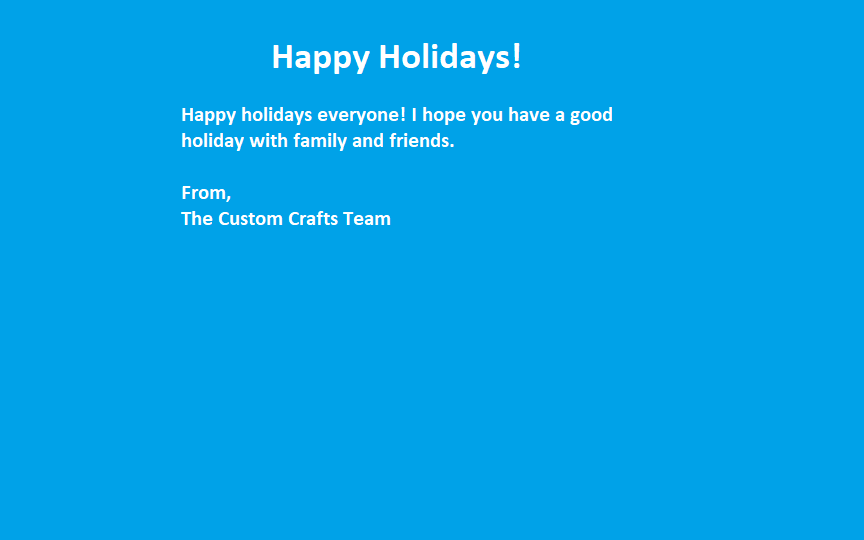 Happy Holidays!
Happy holidays everyone! I hope you have a good
holiday with family and friends.
From,
The Custom Crafts Team